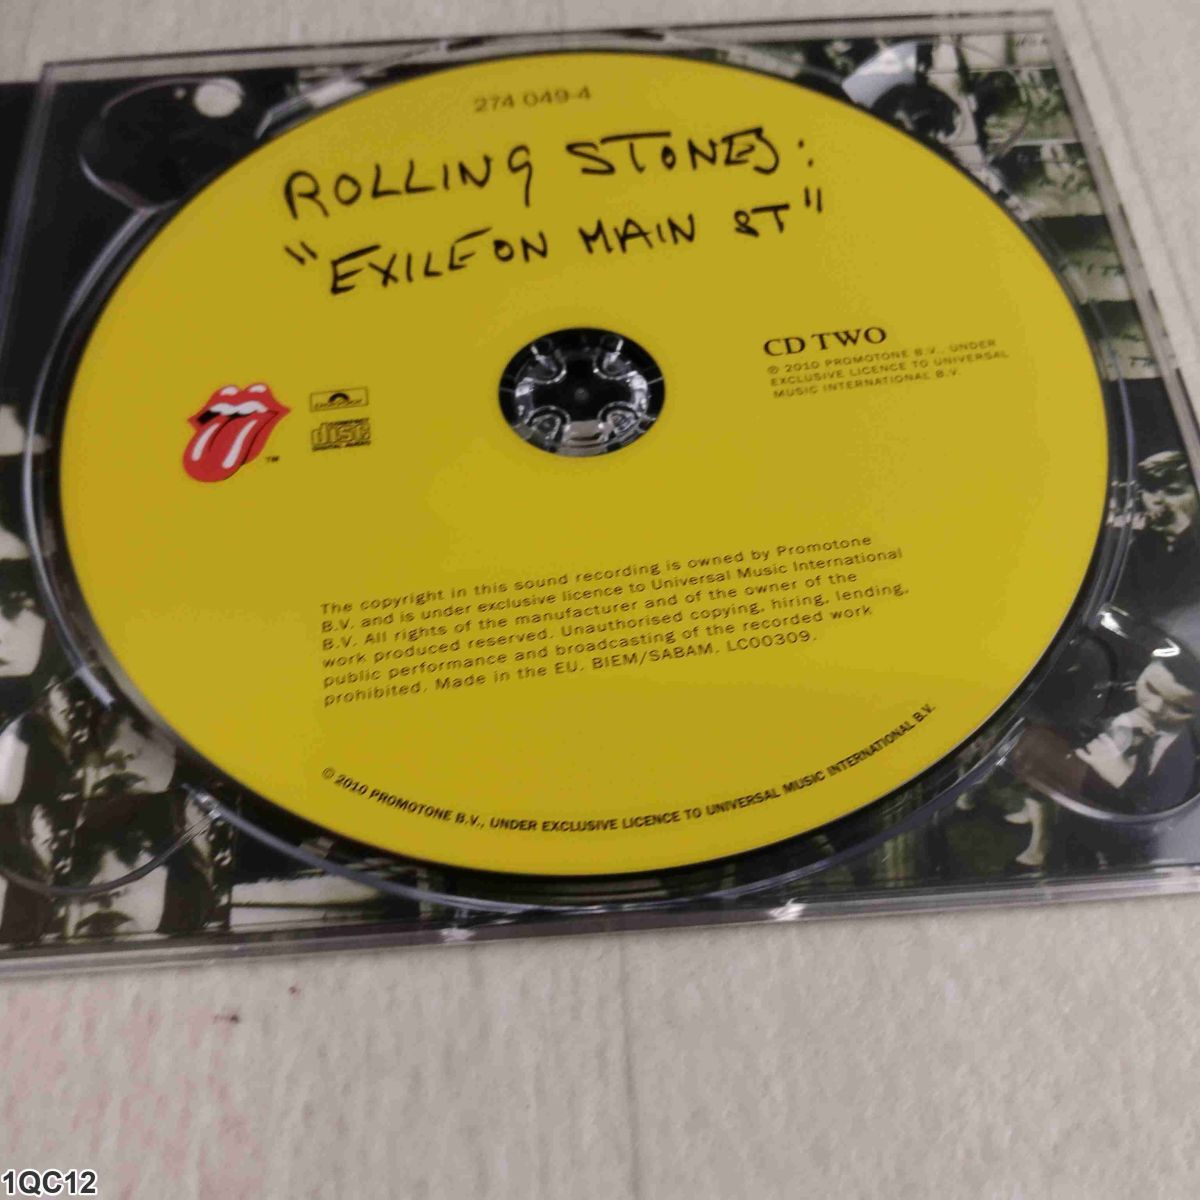 274 049-4
ROLLING STONES:
"EXILE ON MAIN ST"
CD TWO
℗ 2010 PROMOTONE B.V., UNDER
EXCLUSIVE LICENCE TO UNIVERSAL
MUSIC INTERNATIONAL B.V.
TM
disc
DIGITAL AUDIO
The copyright in this sound recording is owned by Promotone
B.V. and is under exclusive licence to Universal Music International
B.V. All rights of the manufacturer and of the owner of the
work produced reserved. Unauthorised copying, hiring, lending,
public performance and broadcasting of the recorded work
prohibited. Made in the EU. BIEM/SABAM. LC00309.
© 2010 PROMOTONE B.V., UNDER EXCLUSIVE LICENCE TO UNIVERSAL MUSIC INTERNATIONAL B.V.
1QC12